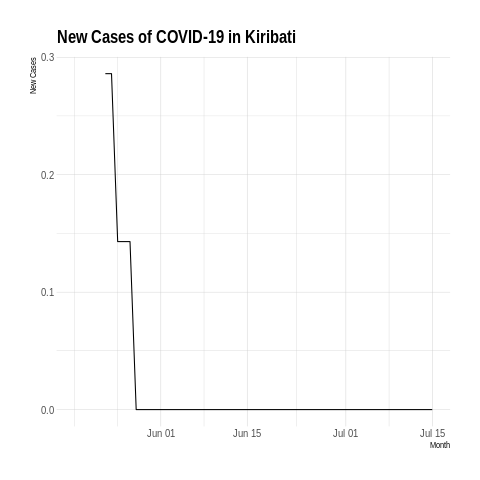 New Cases of COVID-19 in Kiribati
New Cases
0.3
0.2
0.1
0.0
Jun 01 Jun 15 Jul 01 Jul 15
Month